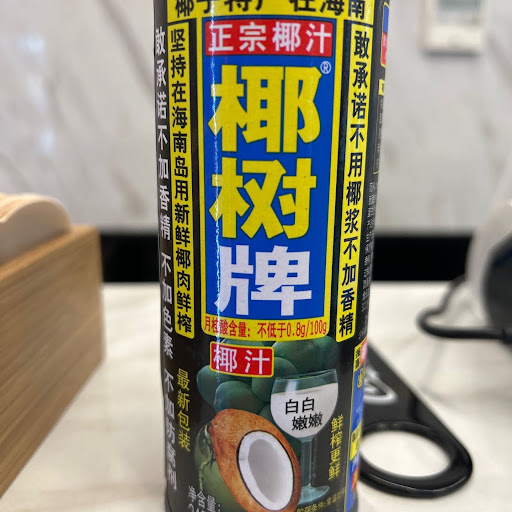 椰子特产在海南
正宗椰汁
椰树牌
®
敢承诺不加香精 不加色素 不加防腐剂
坚持在海南岛用新鲜椰肉鲜榨
敢承诺不用椰浆不加香精
月桂酸含量：不低于0.8g/100g
椰汁
白白
嫩嫩
最新包装
鲜榨更鲜
净含量：